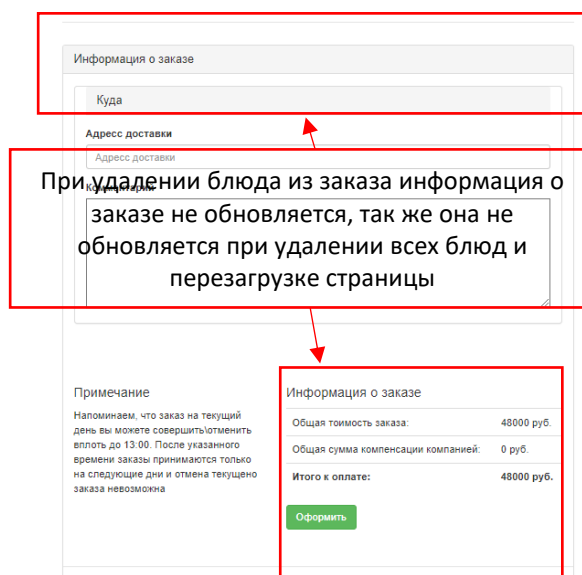 Информация о заказе
Куда
Адресс доставки
Адресс доставки
Комментарий
При удалении блюда из заказа информация о
заказе не обновляется, так же она не
обновляется при удалении всех блюд и
перезагрузке страницы
Примечание
Напоминаем, что заказ на текущий
день вы можете совершить\отменить
вплоть до 13:00. После указанного
времени заказы принимаются только
на следующие дни и отмена текущено
заказа невозможна
Информация о заказе
Общая тоимость заказа: 48000 руб.
Общая сумма компенсации компанией: 0 руб.
Итого к оплате: 48000 руб.
Оформить